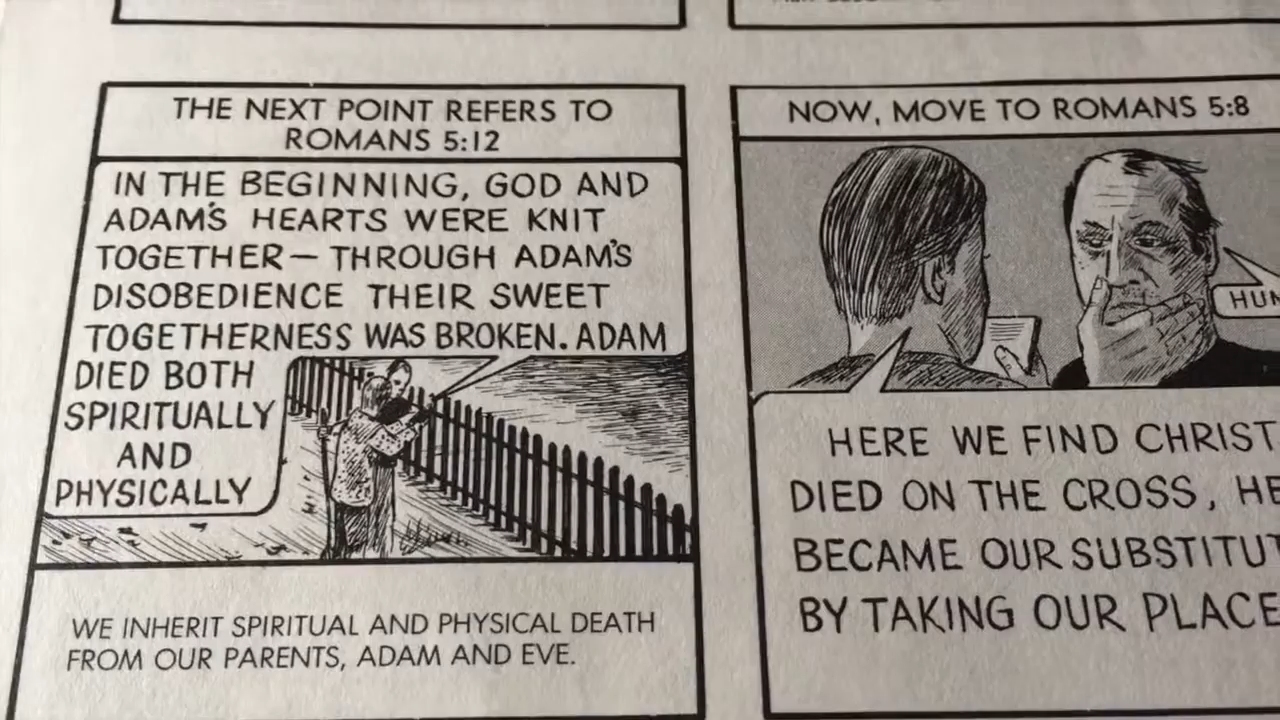 THE NEXT POINT REFERS TO
ROMANS 5:12
IN THE BEGINNING, GOD AND
ADAM'S HEARTS WERE KNIT
TOGETHER— THROUGH ADAM'S
DISOBEDIENCE THEIR SWEET
TOGETHERNESS WAS BROKEN. ADAM
DIED BOTH
SPIRITUALLY
AND
PHYSICALLY
WE INHERIT SPIRITUAL AND PHYSICAL DEATH
FROM OUR PARENTS, ADAM AND EVE.
NOW, MOVE TO ROMANS 5:8
HERE WE FIND CHRIST
DIED ON THE CROSS, HE
BECAME OUR
BY TAKING OUR PLACE